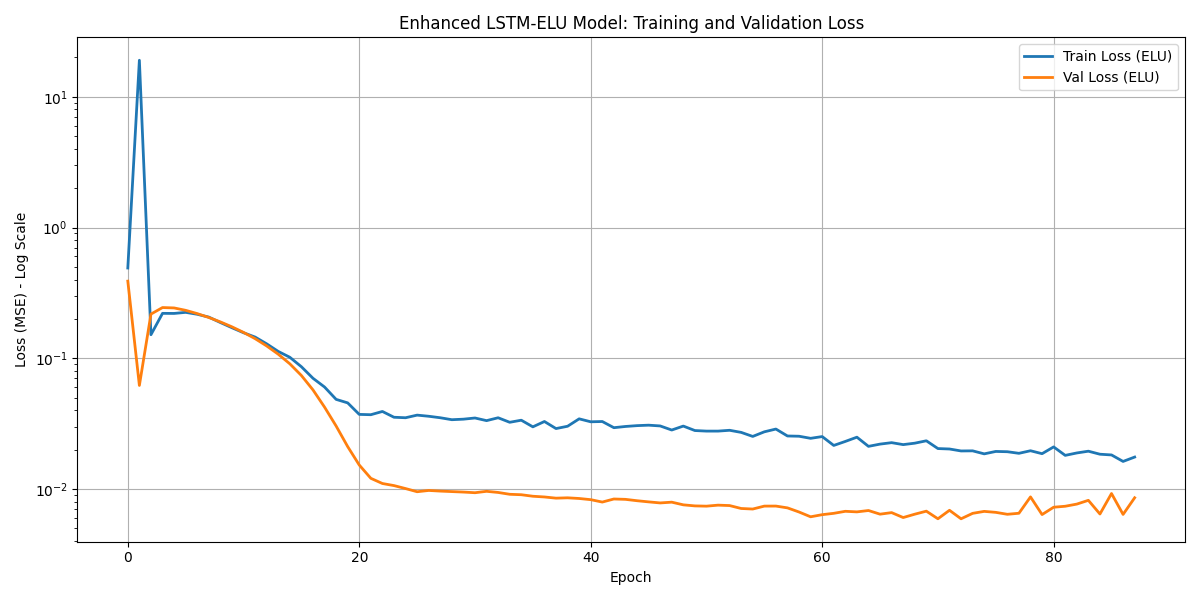 Enhanced LSTM-ELU Model: Training and Validation Loss
Train Loss (ELU)
Val Loss (ELU)
Loss (MSE) - Log Scale
10¹
10⁰
10⁻¹
10⁻²
0 20 40 60 80
Epoch